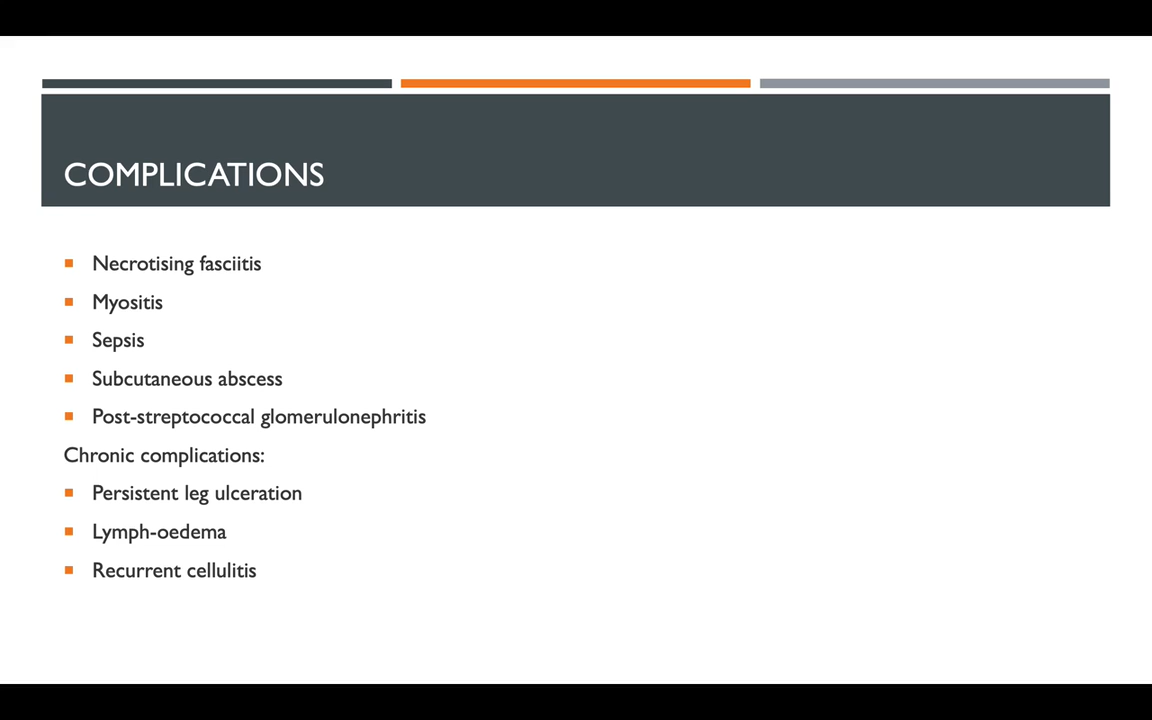 COMPLICATIONS
Necrotising fasciitis
Myositis
Sepsis
Subcutaneous abscess
Post-streptococcal glomerulonephritis
Chronic complications:
Persistent leg ulceration
Lymph-oedema
Recurrent cellulitis